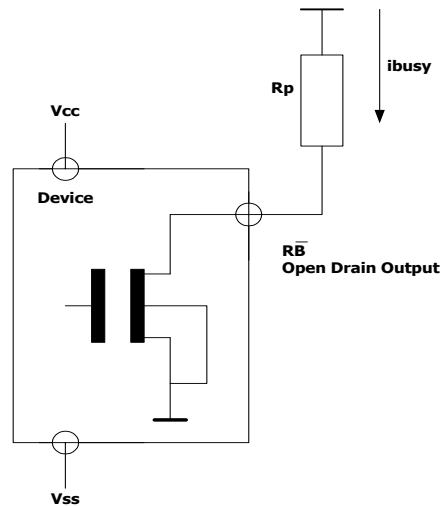 Rp
ibusy
Vcc
Device
RB̅
Open Drain Output
Vss